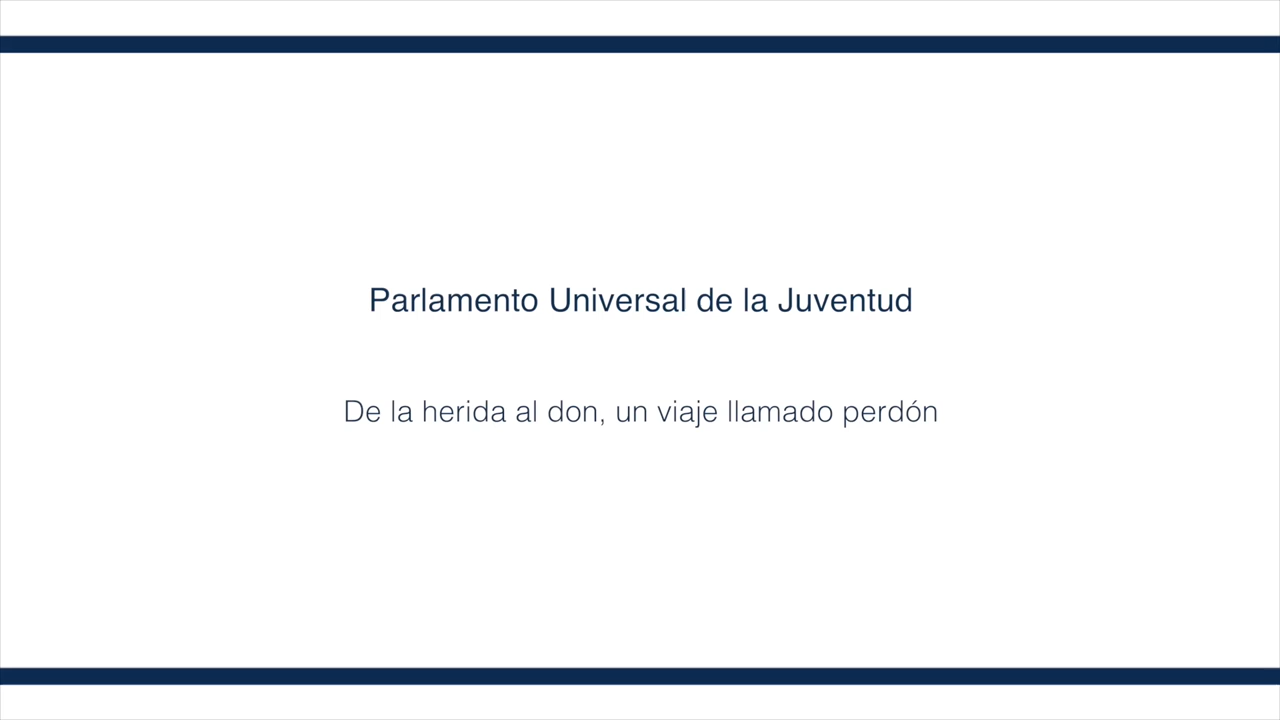 Parlamento Universal de la Juventud
De la herida al don, un viaje llamado perdón